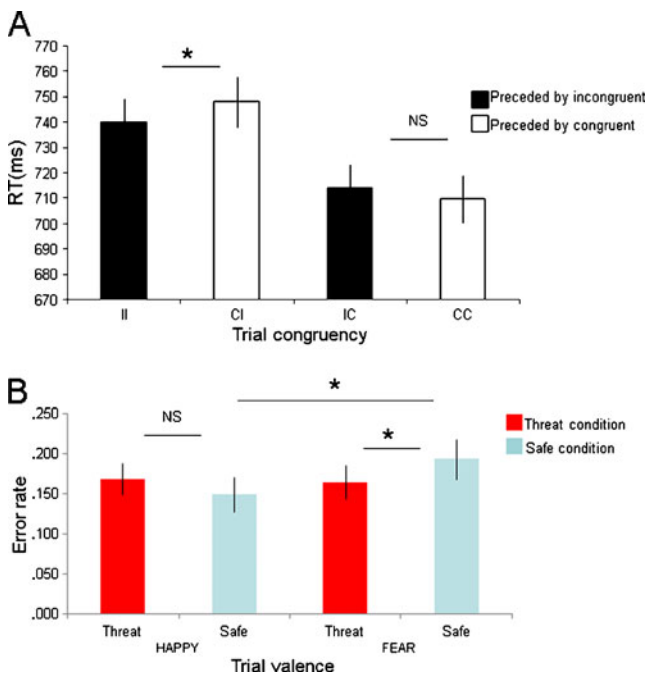 A
770
760
750
740
730
720
710
700
690
680
670
RT(ms)
*
NS
Preceded by incongruent
Preceded by congruent
II CI IC CC
Trial congruency
B
.250
.200
.150
.100
.050
.000
Error rate
NS
*
*
Threat condition
Safe condition
Threat Safe Threat Safe
HAPPY FEAR
Trial valence